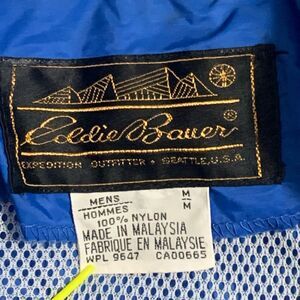 Eddie Bauer ®
EXPEDITION OUTFITTER • SEATTLE, U.S.A.
MENS M
HOMMES M
100% NYLON
MADE IN MALAYSIA
FABRIQUE EN MALAYSIE
WPL 9647 CA00665